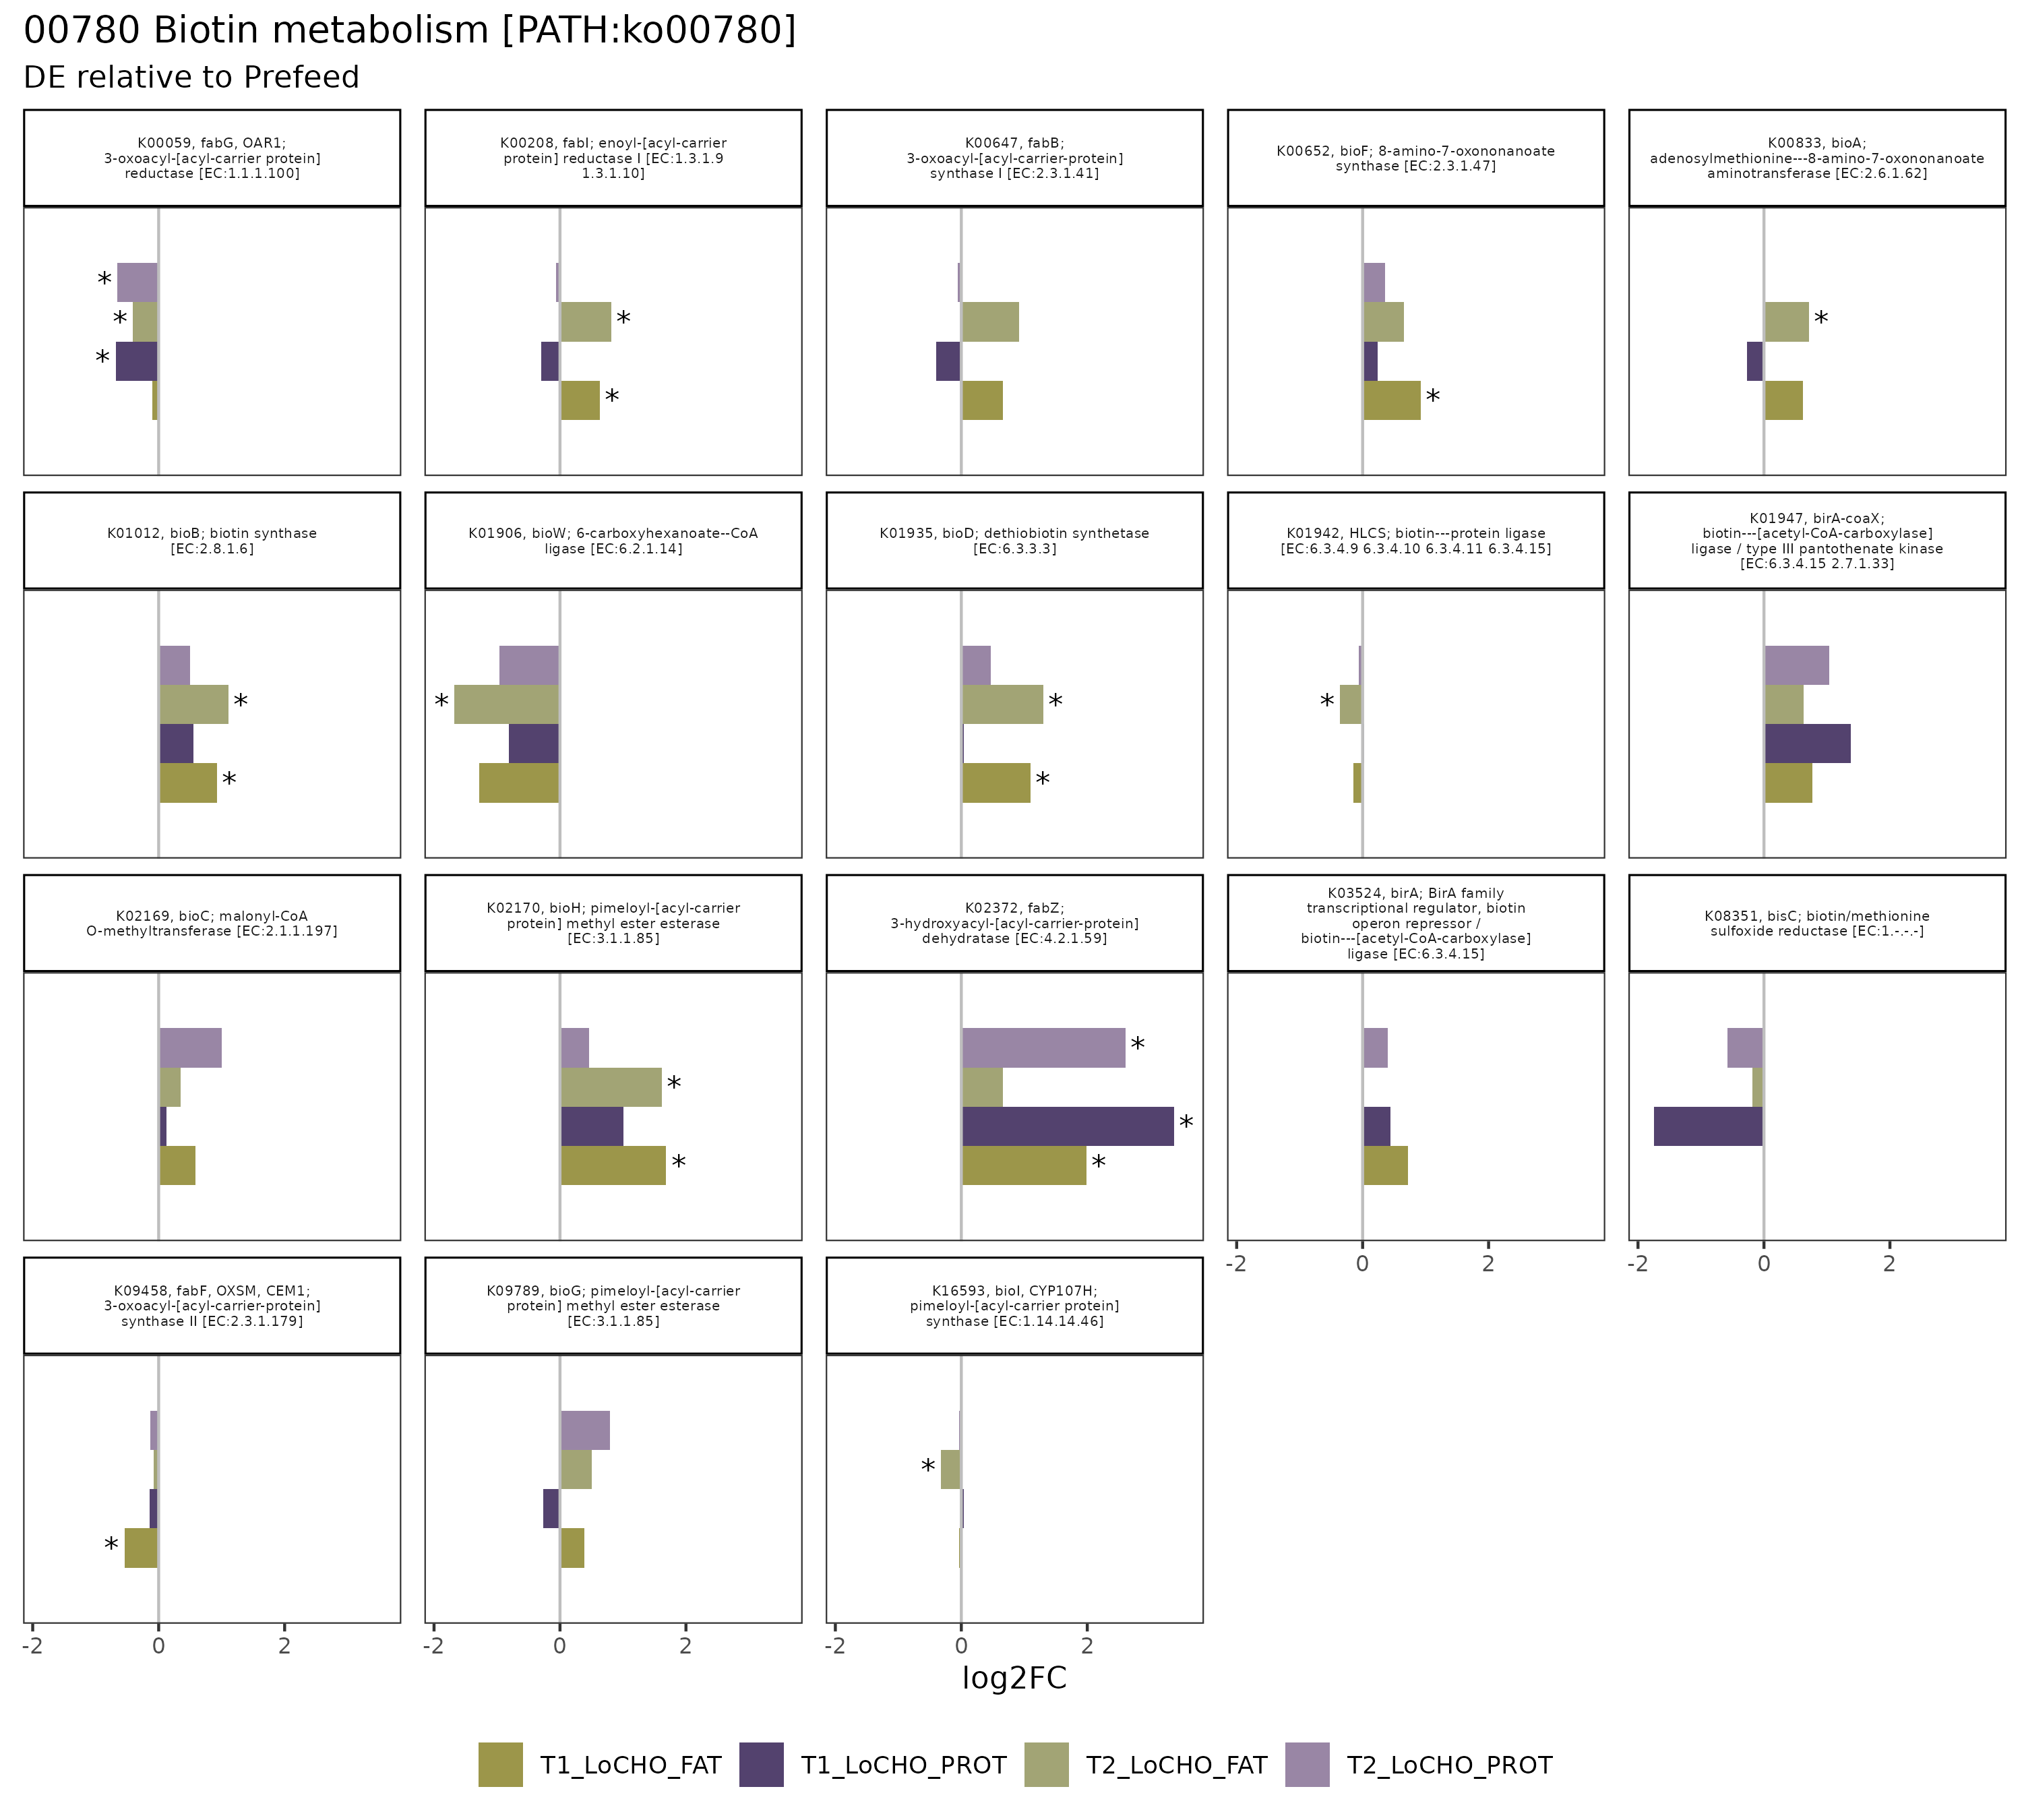 00780 Biotin metabolism [PATH:ko00780]
DE relative to Prefeed
K00059, fabG, OAR1;
3-oxoacyl-[acyl-carrier protein]
reductase [EC:1.1.1.100]
K00208, fabI; enoyl-[acyl-carrier
protein] reductase I [EC:1.3.1.9
1.3.1.10]
K00647, fabB;
3-oxoacyl-[acyl-carrier-protein]
synthase I [EC:2.3.1.41]
K00652, bioF; 8-amino-7-oxononanoate
synthase [EC:2.3.1.47]
K00833, bioA;
adenosylmethionine---8-amino-7-oxononanoate
aminotransferase [EC:2.6.1.62]
*
*
*
*
*
*
*
K01012, bioB; biotin synthase
[EC:2.8.1.6]
K01906, bioW; 6-carboxyhexanoate--CoA
ligase [EC:6.2.1.14]
K01935, bioD; dethiobiotin synthetase
[EC:6.3.3.3]
K01942, HLCS; biotin---protein ligase
[EC:6.3.4.9 6.3.4.10 6.3.4.11 6.3.4.15]
K01947, birA-coaX;
biotin---[acetyl-CoA-carboxylase]
ligase / type III pantothenate kinase
[EC:6.3.4.15 2.7.1.33]
*
*
*
*
*
*
K02169, bioC; malonyl-CoA
O-methyltransferase [EC:2.1.1.197]
K02170, bioH; pimeloyl-[acyl-carrier
protein] methyl ester esterase
[EC:3.1.1.85]
K02372, fabZ;
3-hydroxyacyl-[acyl-carrier-protein]
dehydratase [EC:4.2.1.59]
K03524, birA; BirA family
transcriptional regulator, biotin
operon repressor /
biotin---[acetyl-CoA-carboxylase]
ligase [EC:6.3.4.15]
K08351, bisC; biotin/methionine
sulfoxide reductase [EC:1.-.-.-]
*
*
*
*
*
-2 0 2
-2 0 2
K09458, fabF, OXSM, CEM1;
3-oxoacyl-[acyl-carrier-protein]
synthase II [EC:2.3.1.179]
K09789, bioG; pimeloyl-[acyl-carrier
protein] methyl ester esterase
[EC:3.1.1.85]
K16593, bioI, CYP107H;
pimeloyl-[acyl-carrier protein]
synthase [EC:1.14.14.46]
*
*
-2 0 2
-2 0 2
-2 0 2
log2FC
T1_LoCHO_FAT T1_LoCHO_PROT T2_LoCHO_FAT T2_LoCHO_PROT